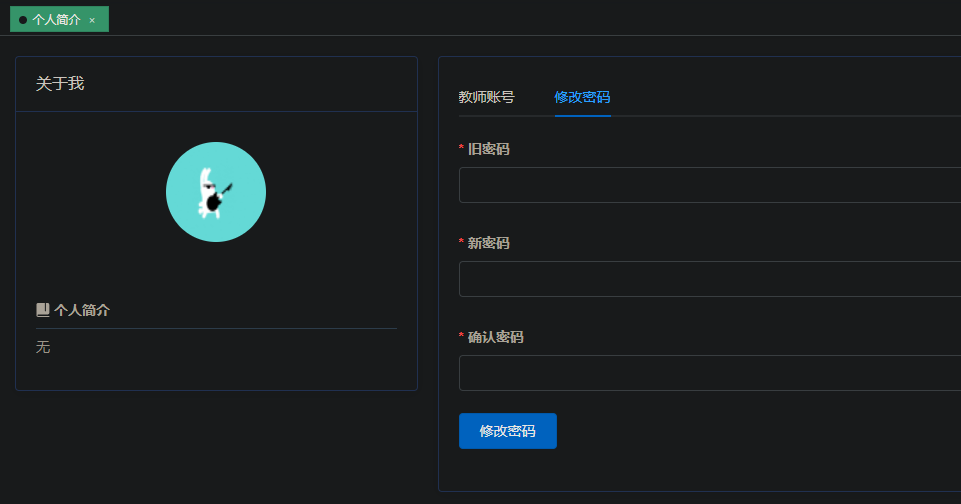 个人简介 ×
关于我
个人简介
无
教师账号 修改密码
* 旧密码
* 新密码
* 确认密码
修改密码